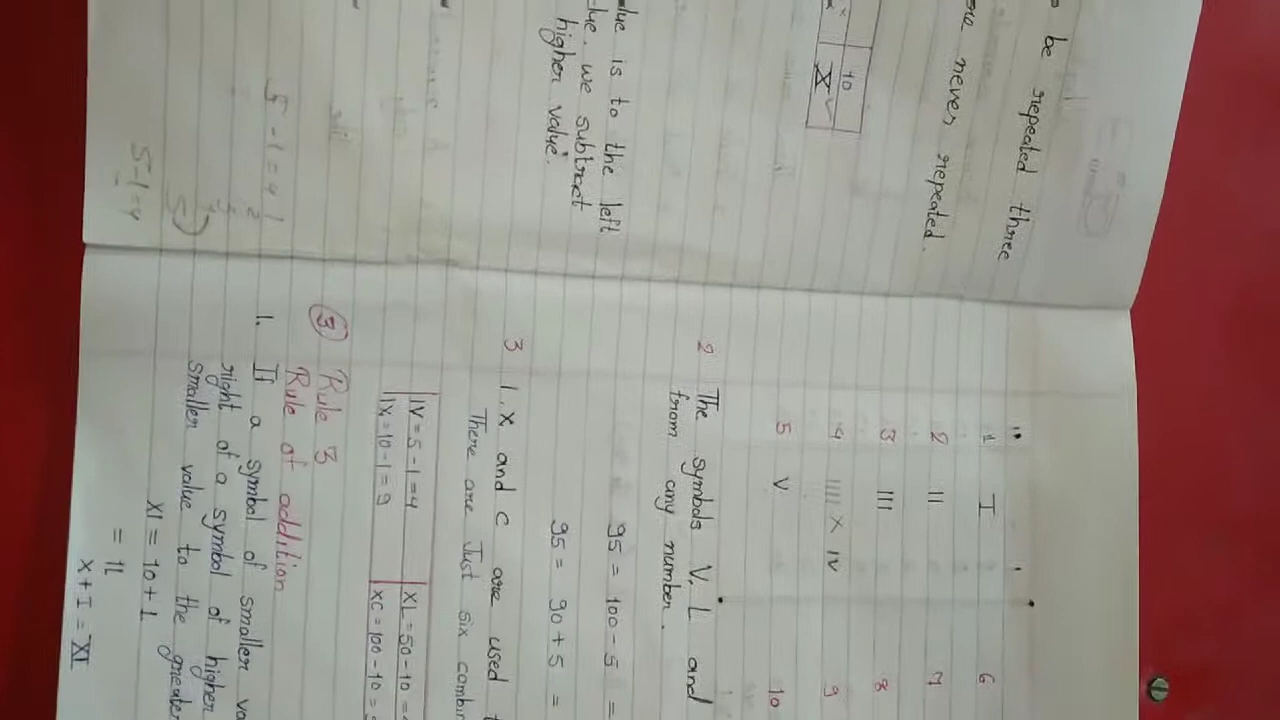 be repeated three
never repeated.
10
X
is to the left
we subtract
higher value.
5-1=4
5-1=4
1 I 6
2 II 7
3 III 8
4 IIII X IV 9
5 V 10
2 The symbols V, L and
from any number.
95 = 100 - 5 =
95 = 90 + 5 =
3 I, X and C are used
There are Just six
IV = 5 - 1 = 4 XL = 50 - 10 =
IX = 10 - 1 = 9 XC = 100 - 10 =
3 Rule 3
Rule of addition
1. If a symbol of smaller
right of a symbol of higher
smaller value to the greater
XI = 10 + 1
= 11
X + I = XI